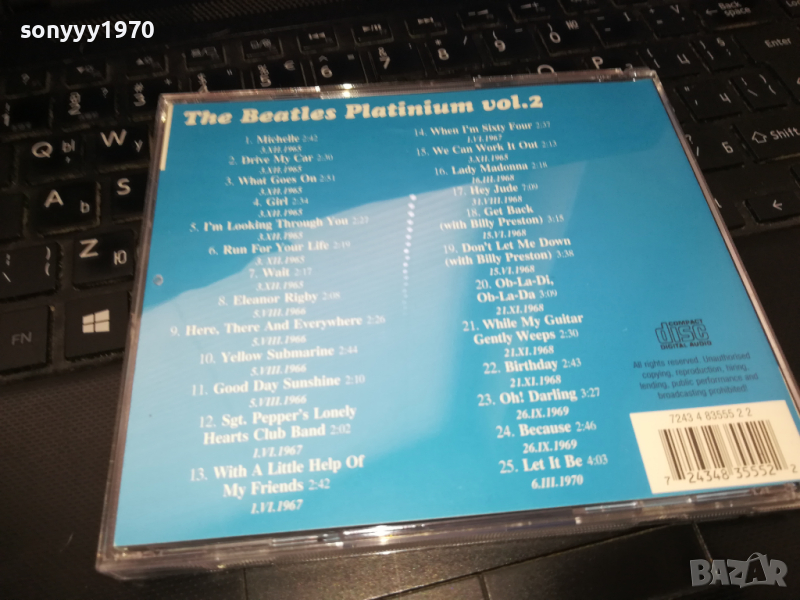 sonyyy1970
The Beatles Platinium vol.2
1. Michelle 2:42
3.XII.1965
2. Drive My Car 2:30
3.XII.1965
3. What Goes On 2:51
3.XII.1965
4. Girl 2:34
3.XII.1965
5. I'm Looking Through You 2:22
3.XII.1965
6. Run For Your Life 2:19
3. XII.1965
7. Wait 2:17
3.XII.1965
8. Eleanor Rigby 2:08
5.VIII.1966
9. Here, There And Everywhere 2:26
5.VIII.1966
10. Yellow Submarine 2:44
5.VIII.1966
11. Good Day Sunshine 2:10
5.VIII.1966
12. Sgt. Pepper's Lonely
Hearts Club Band 2:02
1.VI.1967
13. With A Little Help Of
My Friends 2:42
1.VI.1967
14. When I'm Sixty Four 2:37
1.VI.1967
15. We Can Work It Out 2:13
3.XII.1965
16. Lady Madonna 2:18
16.III.1968
17. Hey Jude 7:09
31.VIII.1968
18. Get Back
(with Billy Preston) 3:15
15.VI.1968
19. Don't Let Me Down
(with Billy Preston) 3:38
15.VI.1968
20. Ob-La-Di,
Ob-La-Da 3:09
21.XI.1968
21. While My Guitar
Gently Weeps 2:30
21.XI.1968
22. Birthday 2:43
21.XI.1968
23. Oh! Darling 3:27
26.IX.1969
24. Because 2:46
26.IX.1969
25. Let It Be 4:03
6.III.1970
COMPACT
disc
DIGITAL AUDIO
All rights reserved. Unauthorised
copying, reproduction, hiring,
lending, public performance and
broadcasting prohibited!
7243 4 83555 2 2
7 24348 35552 2
Back
space
Enter
FN
Q
A
Z
Ю
BAZAR